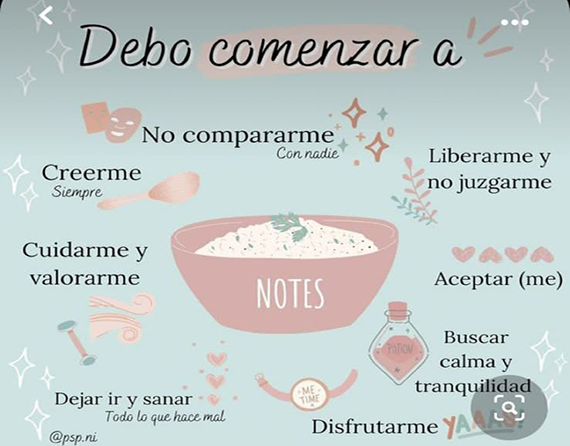 Debo comenzar a
No compararme
Con nadie
Creerme
Siempre
Liberarme y
no juzgarme
Cuidarme y
valorarme
NOTES
Aceptar (me)
POTION
Buscar
calma y
tranquilidad
Dejar ir y sanar
Todo lo que hace mal
ME
TIME
Disfrutarme
YAAAS!
@psp.ni